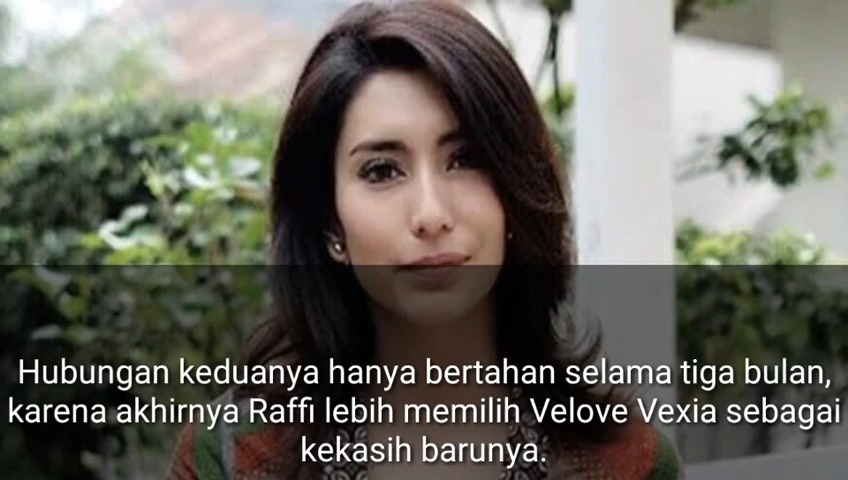 Hubungan keduanya hanya bertahan selama tiga bulan,
karena akhirnya Raffi lebih memilih Velove Vexia sebagai
kekasih barunya.